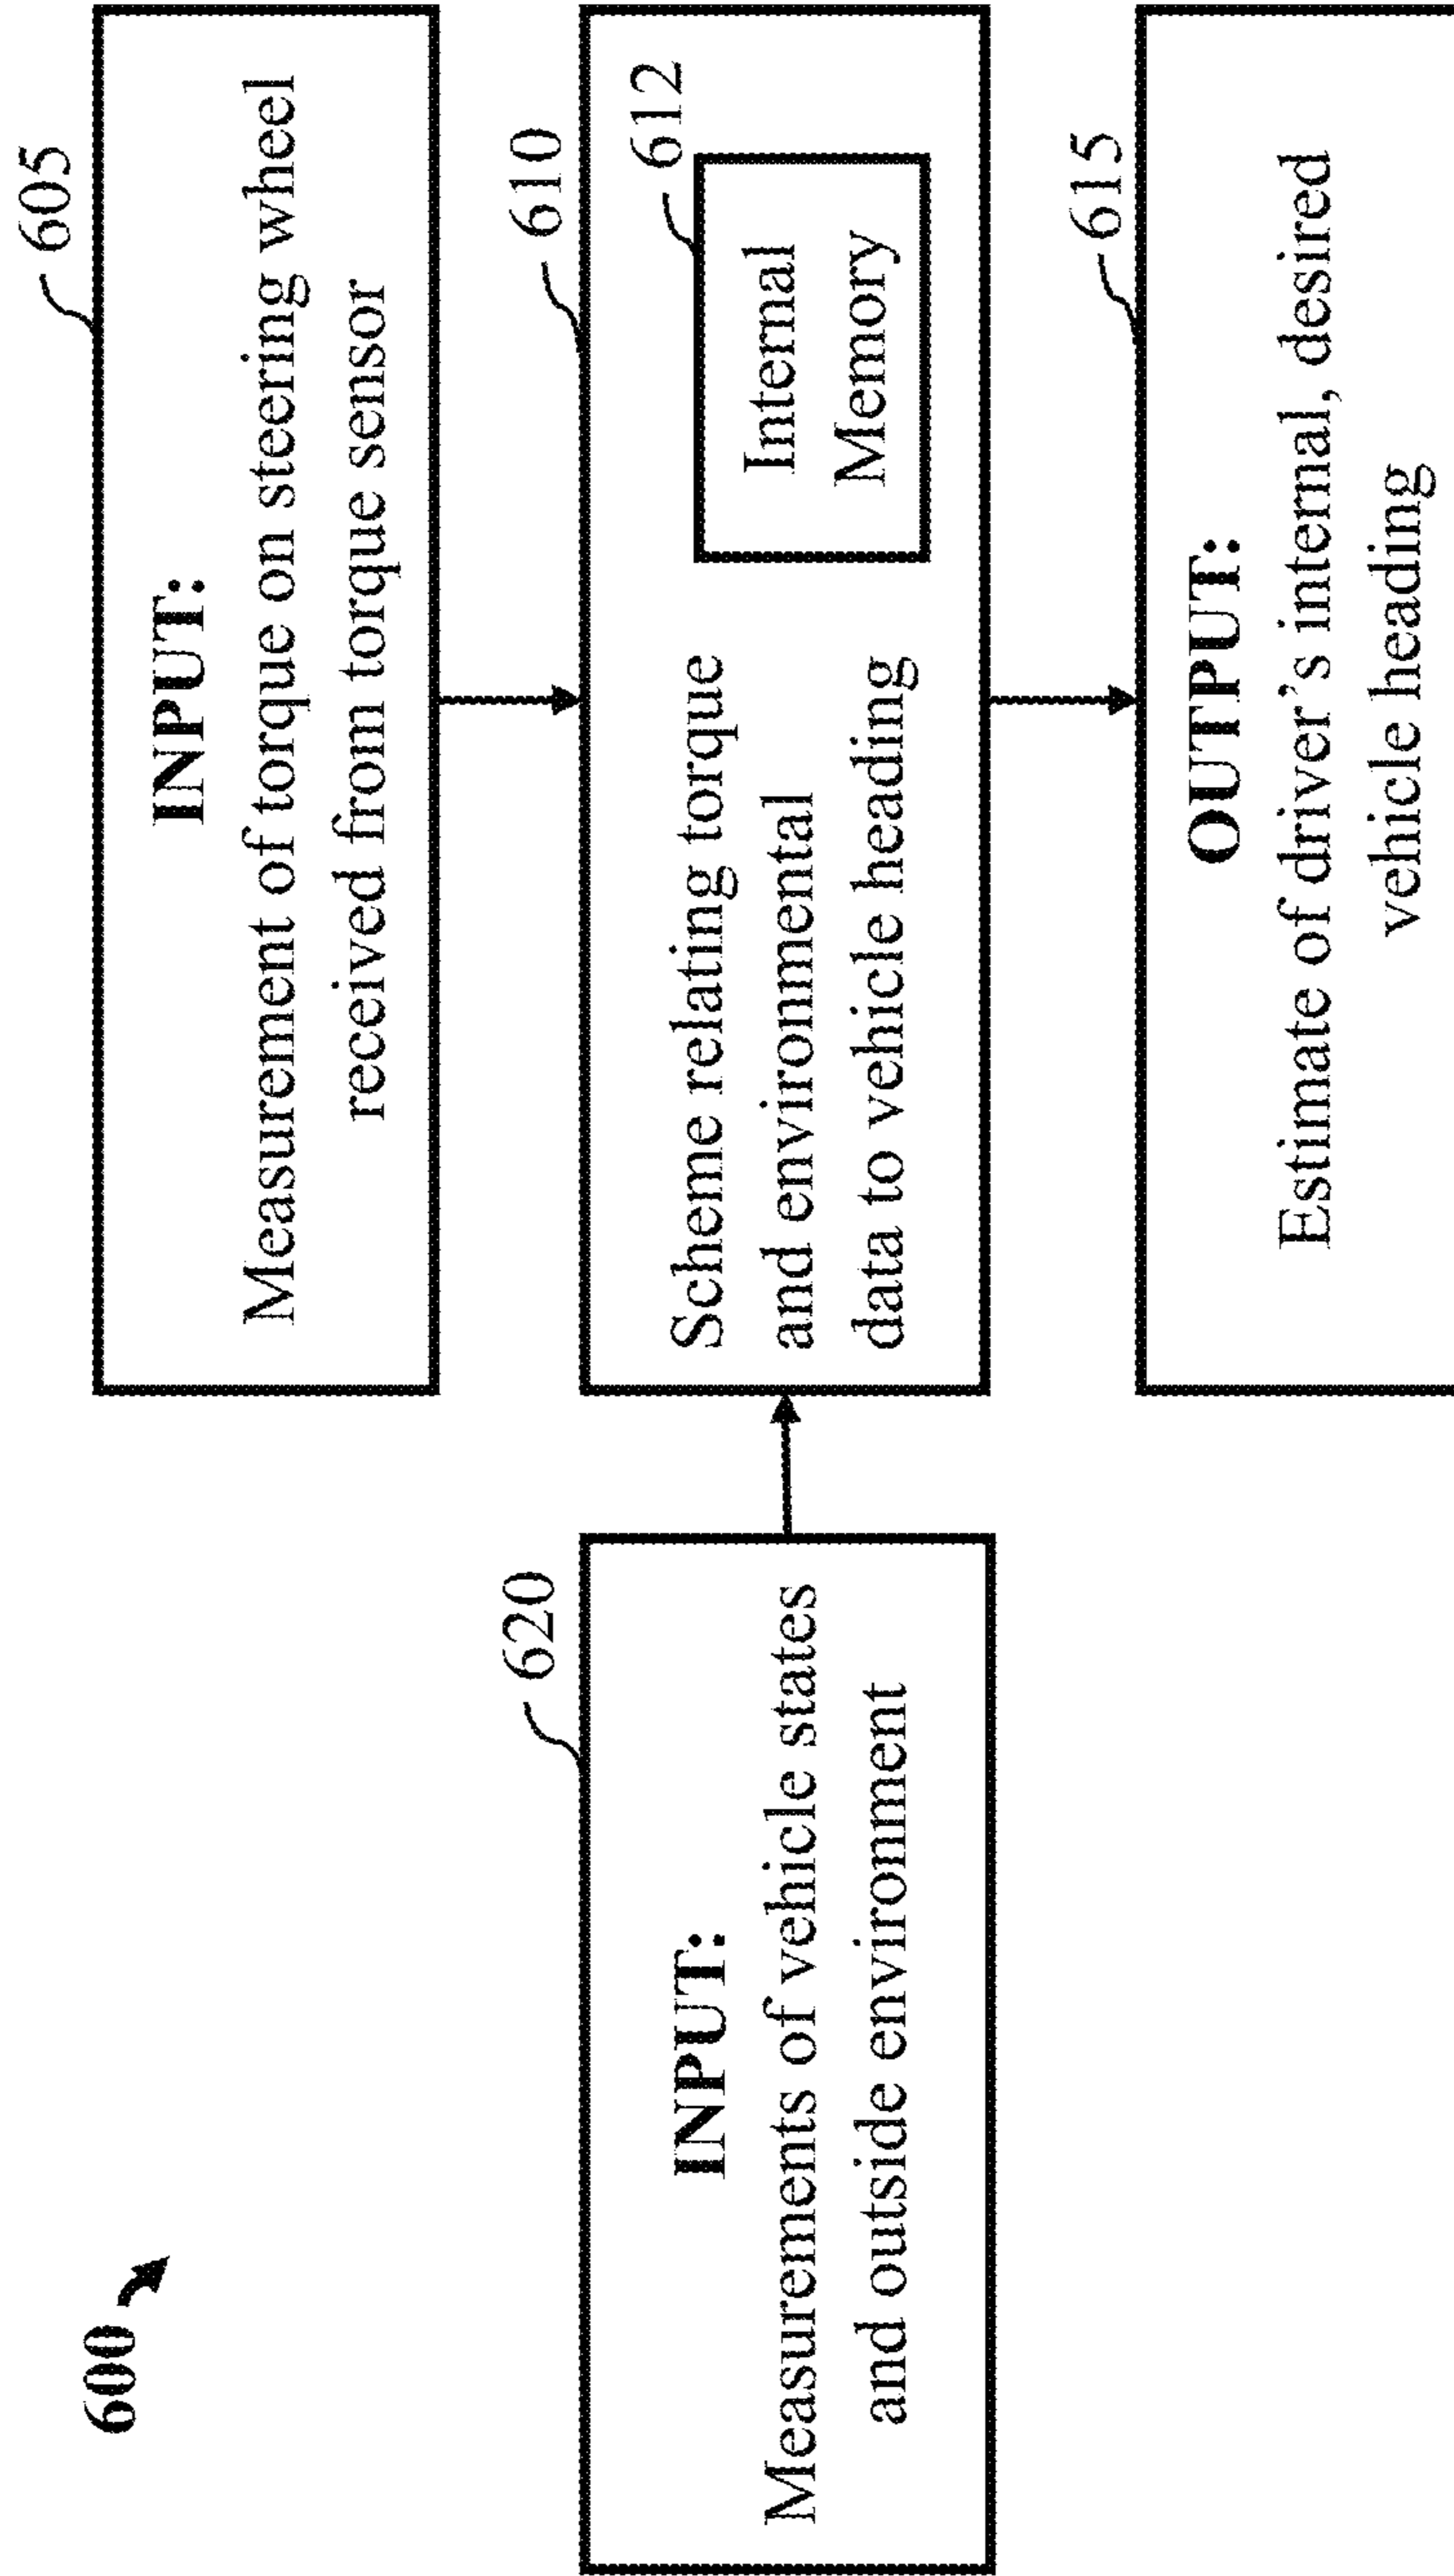 600
605
INPUT:
Measurement of torque on steering wheel
received from torque sensor
620
INPUT:
Measurements of vehicle states
and outside environment
610
Scheme relating torque
and environmental
data to vehicle heading
612
Internal
Memory
615
OUTPUT:
Estimate of driver’s internal, desired
vehicle heading